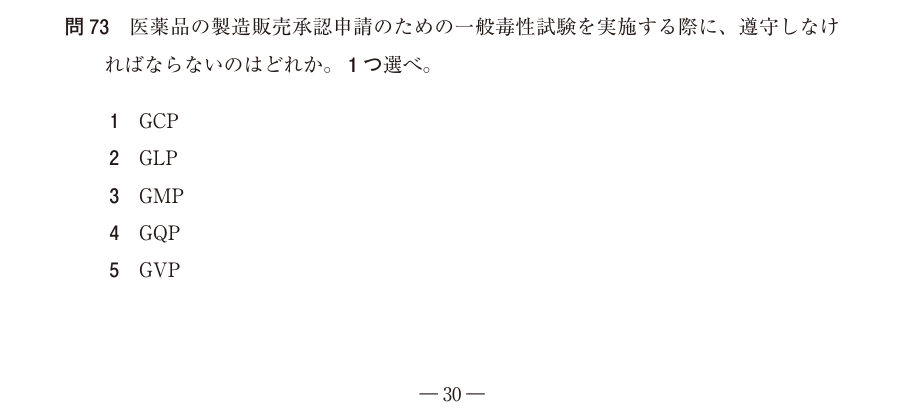 問 73 医薬品の製造販売承認申請のための一般毒性試験を実施する際に、遵守しなけ
ればならないのはどれか。1つ選べ。
1 GCP
2 GLP
3 GMP
4 GQP
5 GVP
— 30 —